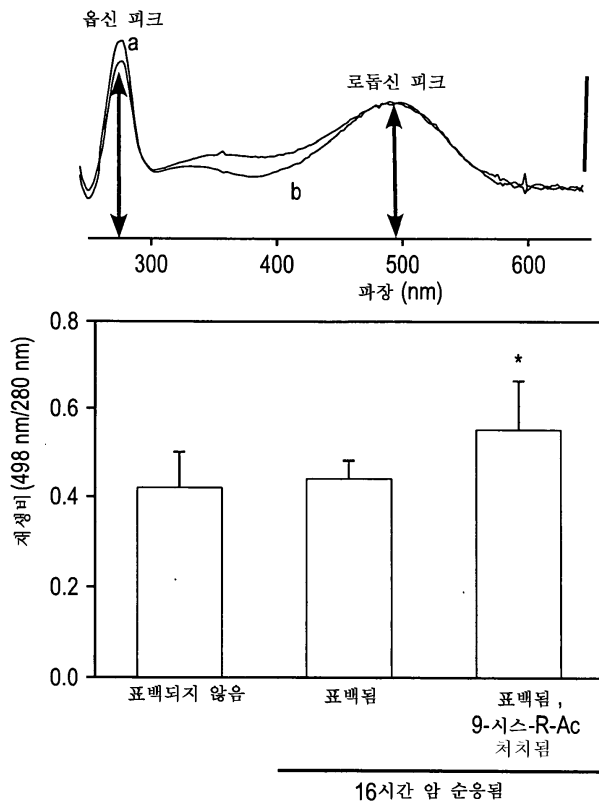 옵신 피크
a
로돕신 피크
b
300
400
500
600
파장 (nm)
재생비 (498 nm/280 nm)
0.8
0.6
0.4
0.2
0.0
*
표백되지 않음
표백됨
표백됨,
9-시스-R-Ac
처치됨
16시간 암 순응됨